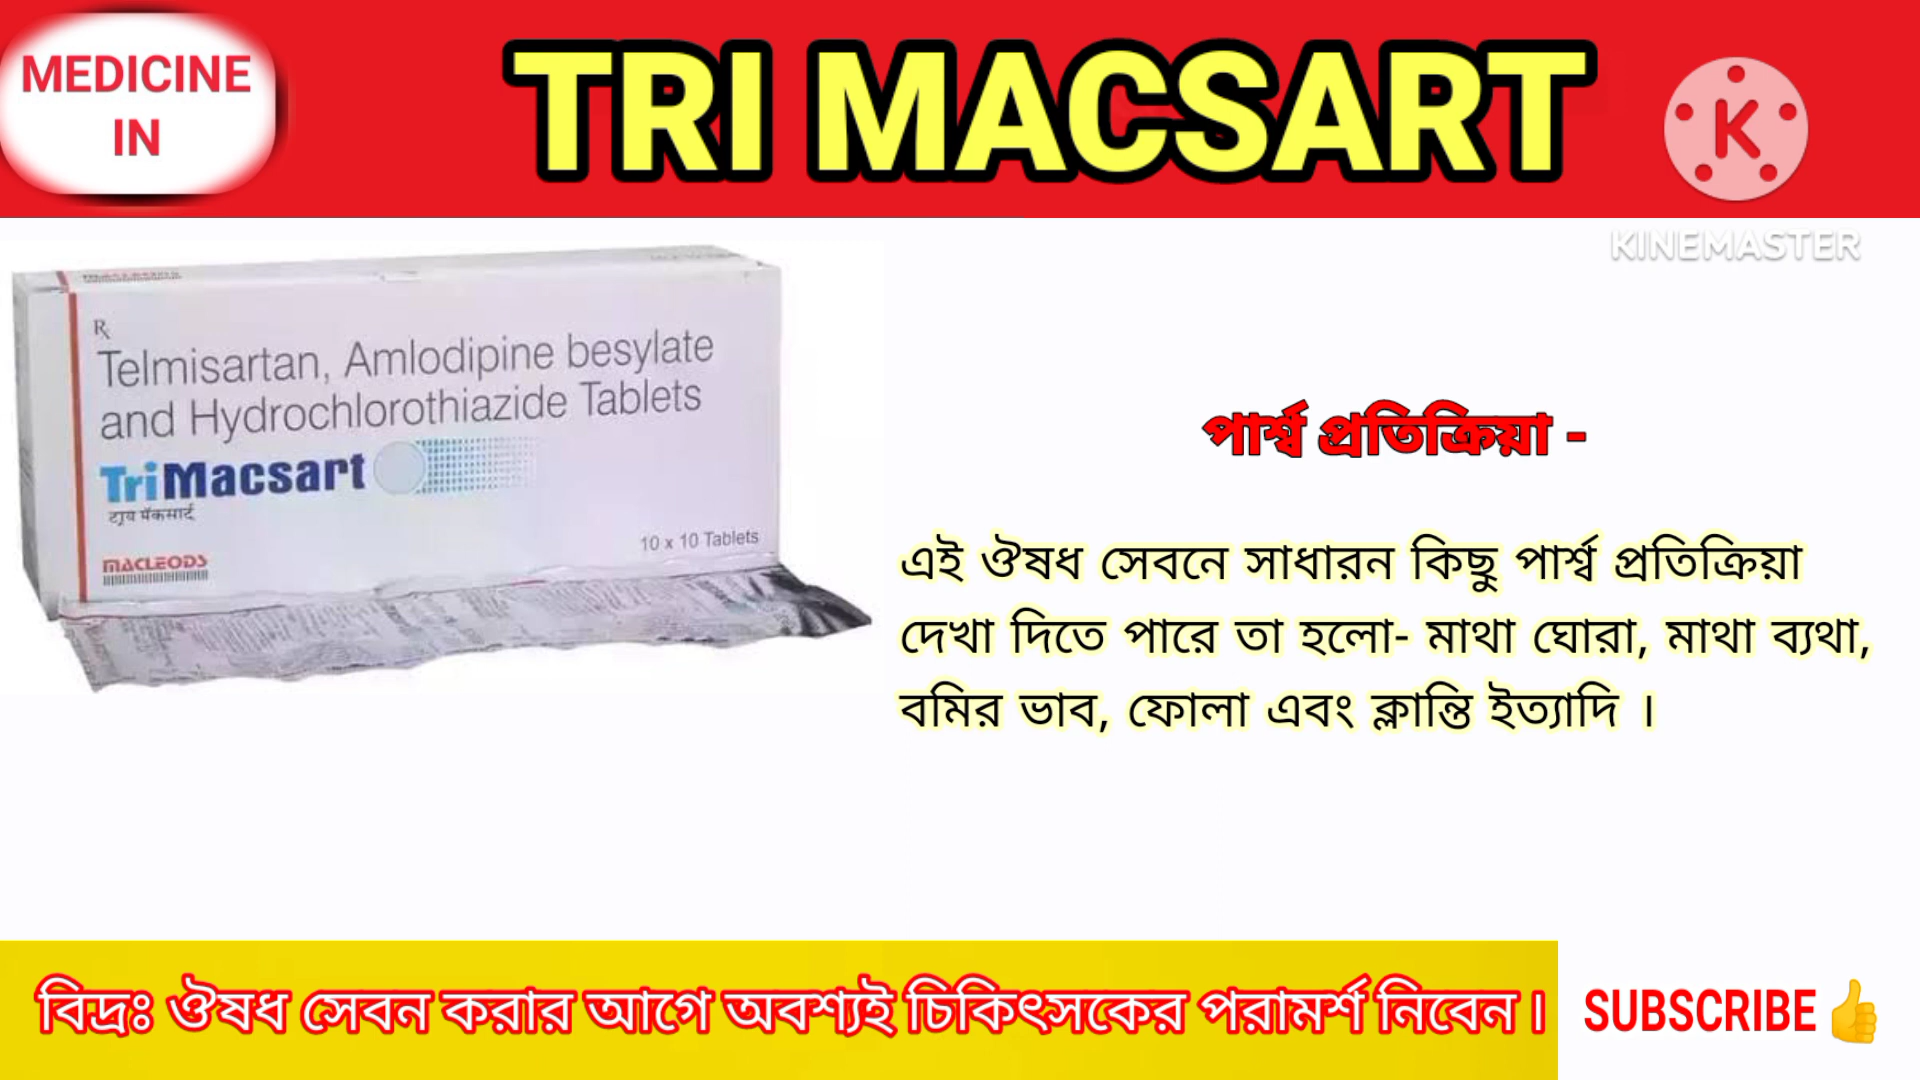 MEDICINE
IN
TRI MACSART
K
KINEMASTER
MACLEODS
Rx
Telmisartan, Amlodipine besylate
and Hydrochlorothiazide Tablets
TriMacsart
ट्राय मॅकसार्ट
10 x 10 Tablets
MACLEODS
পার্শ্ব প্রতিক্রিয়া -
এই ঔষধ সেবনে সাধারন কিছু পার্শ্ব প্রতিক্রিয়া
দেখা দিতে পারে তা হলো- মাথা ঘোরা, মাথা ব্যথা,
বমির ভাব, ফোলা এবং ক্লান্তি ইত্যাদি ।
বিদ্রঃ ঔষধ সেবন করার আগে অবশ্যই চিকিৎসকের পরামর্শ নিবেন।
SUBSCRIBE